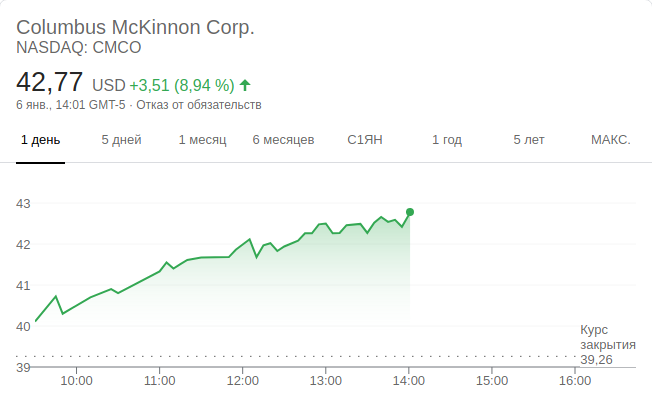 Columbus McKinnon Corp.
NASDAQ: CMCO
42,77 USD +3,51 (8,94 %)
6 янв., 14:01 GMT-5 · Отказ от обязательств
1 день 5 дней 1 месяц 6 месяцев С1ЯН 1 год 5 лет МАКС.
43
42
41
40
Курс
закрытия
39,26
39
10:00 11:00 12:00 13:00 14:00 15:00 16:00